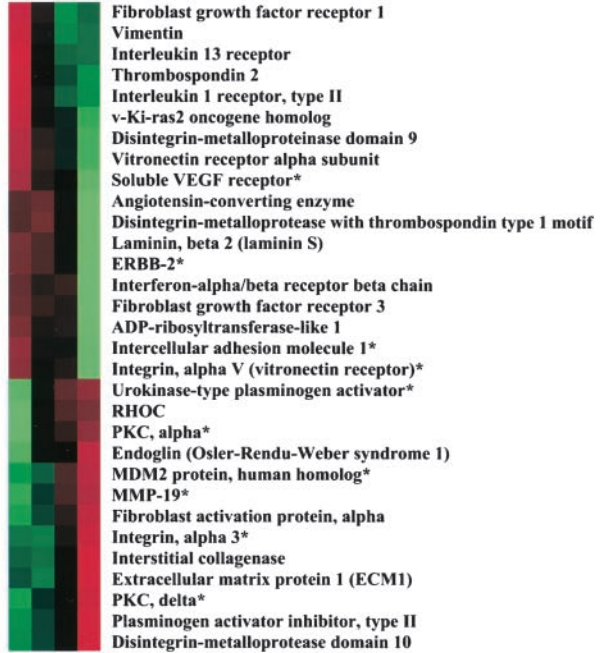 Fibroblast growth factor receptor 1
Vimentin
Interleukin 13 receptor
Thrombospondin 2
Interleukin 1 receptor, type II
v-Ki-ras2 oncogene homolog
Disintegrin-metalloproteinase domain 9
Vitronectin receptor alpha subunit
Soluble VEGF receptor*
Angiotensin-converting enzyme
Disintegrin-metalloprotease with thrombospondin type 1 motif
Laminin, beta 2 (laminin S)
ERBB-2*
Interferon-alpha/beta receptor beta chain
Fibroblast growth factor receptor 3
ADP-ribosyltransferase-like 1
Intercellular adhesion molecule 1*
Integrin, alpha V (vitronectin receptor)*
Urokinase-type plasminogen activator*
RHOC
PKC, alpha*
Endoglin (Osler-Rendu-Weber syndrome 1)
MDM2 protein, human homolog*
MMP-19*
Fibroblast activation protein, alpha
Integrin, alpha 3*
Interstitial collagenase
Extracellular matrix protein 1 (ECM1)
PKC, delta*
Plasminogen activator inhibitor, type II
Disintegrin-metalloprotease domain 10